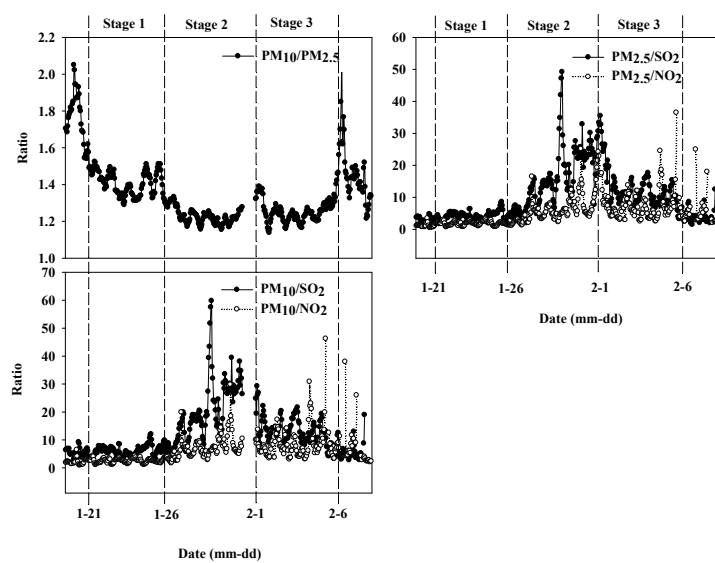 Stage 1 Stage 2 Stage 3
PM10/PM2.5
Ratio
2.2
2.0
1.8
1.6
1.4
1.2
1.0
Stage 1 Stage 2 Stage 3
PM2.5/SO2
PM2.5/NO2
60
50
40
30
20
10
0
1-21 1-26 2-1 2-6
Date (mm-dd)
PM10/SO2
PM10/NO2
Ratio
70
60
50
40
30
20
10
0
1-21 1-26 2-1 2-6
Date (mm-dd)